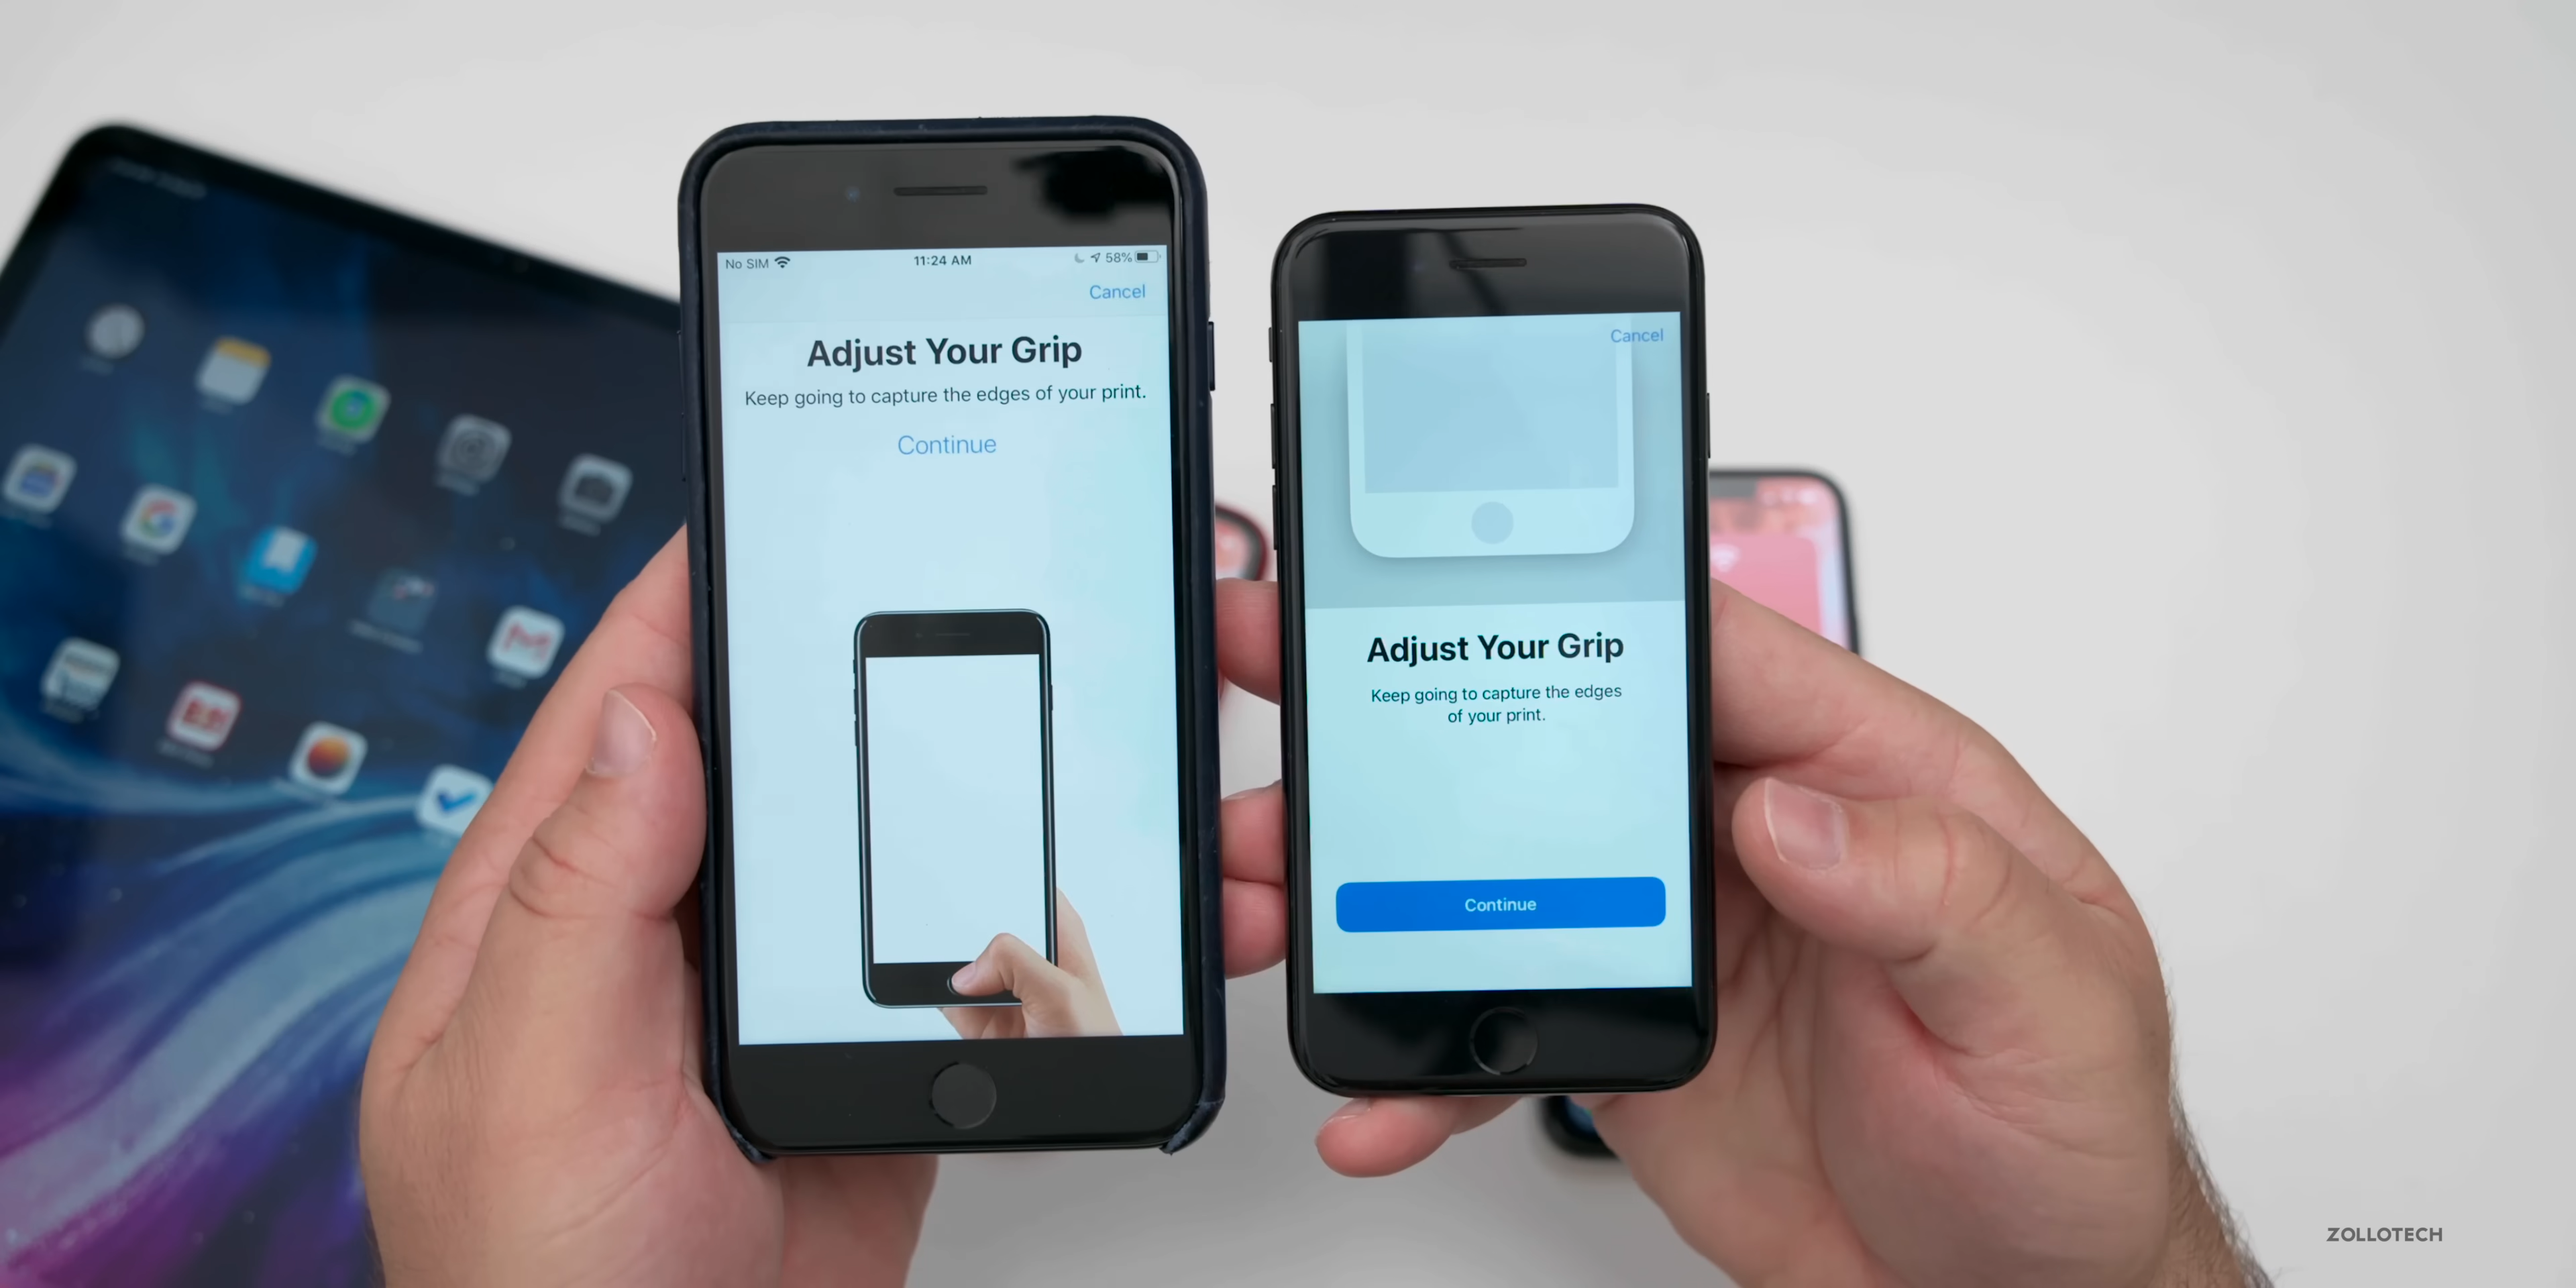 No SIM
11:24 AM
58%
Cancel
Adjust Your Grip
Keep going to capture the edges of your print.
Continue
Cancel
Adjust Your Grip
Keep going to capture the edges
of your print.
Continue
ZOLLOTECH